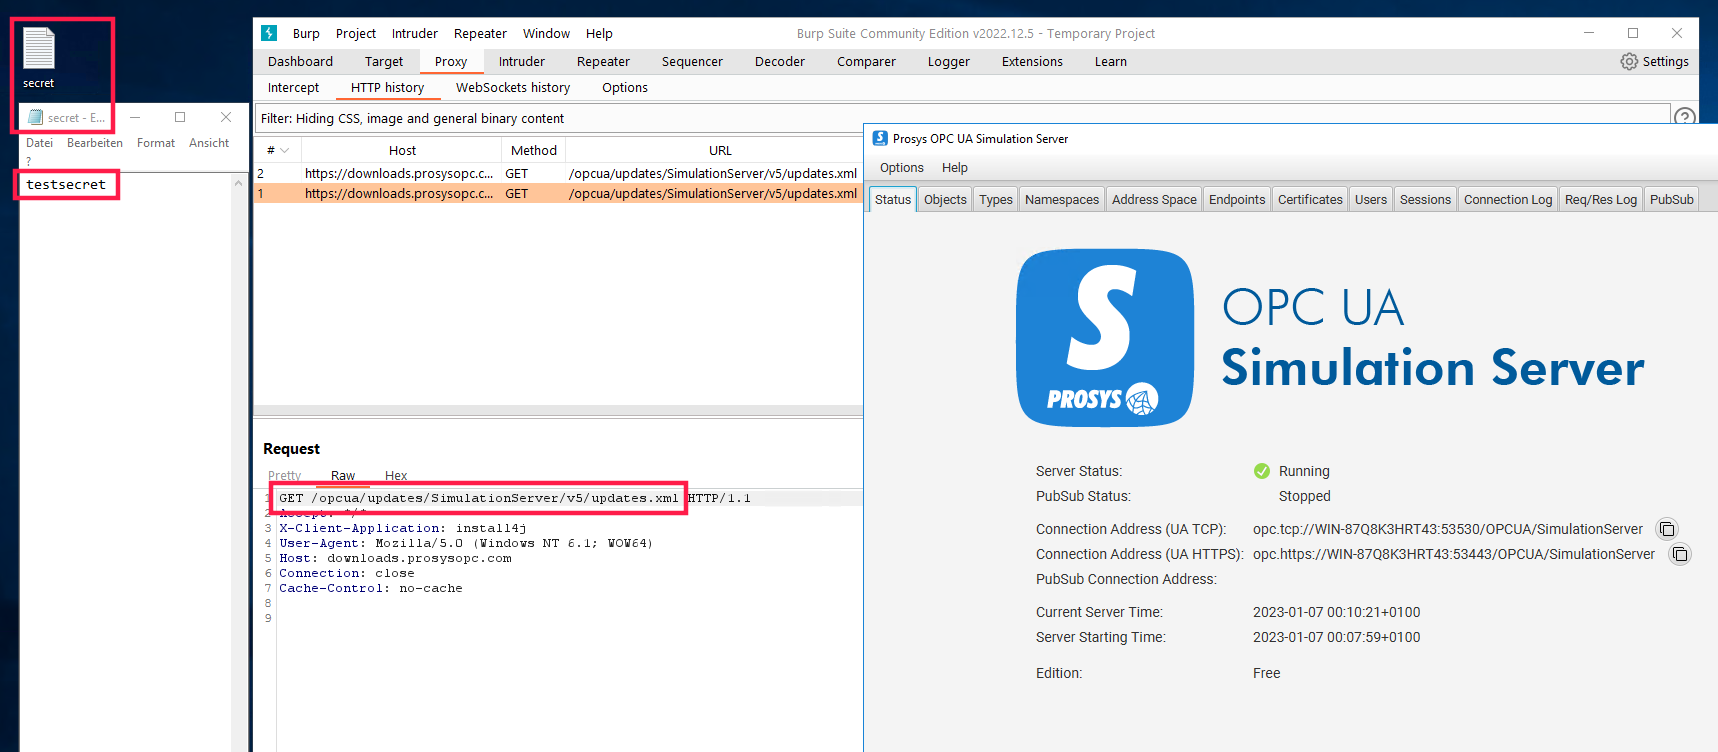 secret
secret - E...
Datei Bearbeiten Format Ansicht
?
testsecret
Burp Project Intruder Repeater Window Help
Burp Suite Community Edition v2022.12.5 - Temporary Project
Dashboard Target Proxy Intruder Repeater Sequencer Decoder Comparer Logger Extensions Learn Settings
Intercept HTTP history WebSockets history Options
Filter: Hiding CSS, image and general binary content
?
# Host Method URL
2 https://downloads.prosysopc.c... GET /opcua/updates/SimulationServer/v5/updates.xml
1 https://downloads.prosysopc.c... GET /opcua/updates/SimulationServer/v5/updates.xml
Request
Pretty Raw Hex
1 GET /opcua/updates/SimulationServer/v5/updates.xml HTTP/1.1
2 Accept: */*
3 X-Client-Application: install4j
4 User-Agent: Mozilla/5.0 (Windows NT 6.1; WOW64)
5 Host: downloads.prosysopc.com
6 Connection: close
7 Cache-Control: no-cache
8
9
Prosys OPC UA Simulation Server
Options Help
Status Objects Types Namespaces Address Space Endpoints Certificates Users Sessions Connection Log Req/Res Log PubSub
S
PROSYS
OPC UA
Simulation Server
Server Status: Running
PubSub Status: Stopped
Connection Address (UA TCP): opc.tcp://WIN-87Q8K3HRT43:53530/OPCUA/SimulationServer
Connection Address (UA HTTPS): opc.https://WIN-87Q8K3HRT43:53443/OPCUA/SimulationServer
PubSub Connection Address:
Current Server Time: 2023-01-07 00:10:21+0100
Server Starting Time: 2023-01-07 00:07:59+0100
Edition: Free